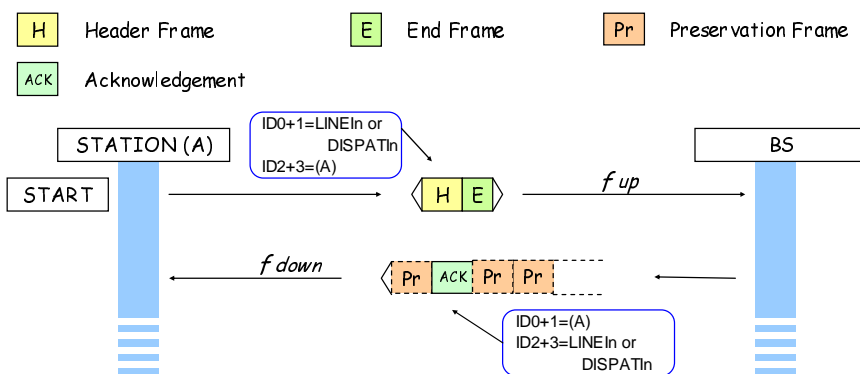 H Header Frame E End Frame Pr Preservation Frame
ACK Acknowledgement
ID0+1=LINEIn or
DISPATIn
ID2+3=(A)
STATION (A) BS
START H E f up
f down Pr ACK Pr Pr
ID0+1=(A)
ID2+3=LINEIn or
DISPATIn